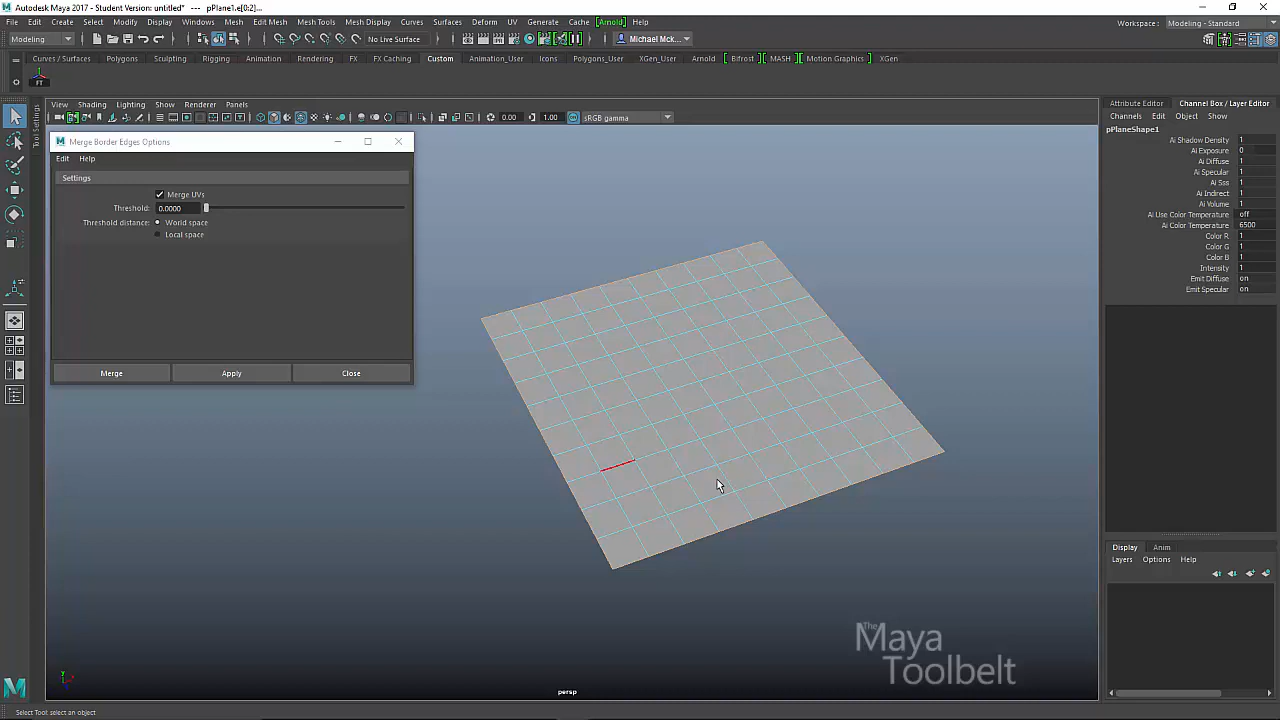 Autodesk Maya 2017 - Student Version: untitled* --- pPlane1.e[0:2]...
File Edit Create Select Modify Display Windows Mesh Edit Mesh Mesh Tools Mesh Display Curves Surfaces Deform UV Generate Cache [Arnold] Help
Workspace : Modeling - Standard
Modeling No Live Surface Michael Mck...
Curves / Surfaces Polygons Sculpting Rigging Animation Rendering FX FX Caching Custom Animation_User Icons Polygons_User XGen_User Arnold Bifrost MASH Motion Graphics XGen
FT
Tool Settings
View Shading Lighting Show Renderer Panels
0.00 1.00 sRGB gamma
Merge Border Edges Options
Edit Help
Settings
Merge UVs
Threshold: 0.0000
Threshold distance: World space
Local space
Merge Apply Close
Attribute Editor Channel Box / Layer Editor
Channels Edit Object Show
pPlaneShape1
Ai Shadow Density 1
Ai Exposure 0
Ai Diffuse 1
Ai Specular 1
Ai Sss 1
Ai Indirect 1
Ai Volume 1
Ai Use Color Temperature off
Ai Color Temperature 6500
Color R 1
Color G 1
Color B 1
Intensity 1
Emit Diffuse on
Emit Specular on
Display Anim
Layers Options Help
The
Maya
Toolbelt
y
persp
Select Tool: select an object